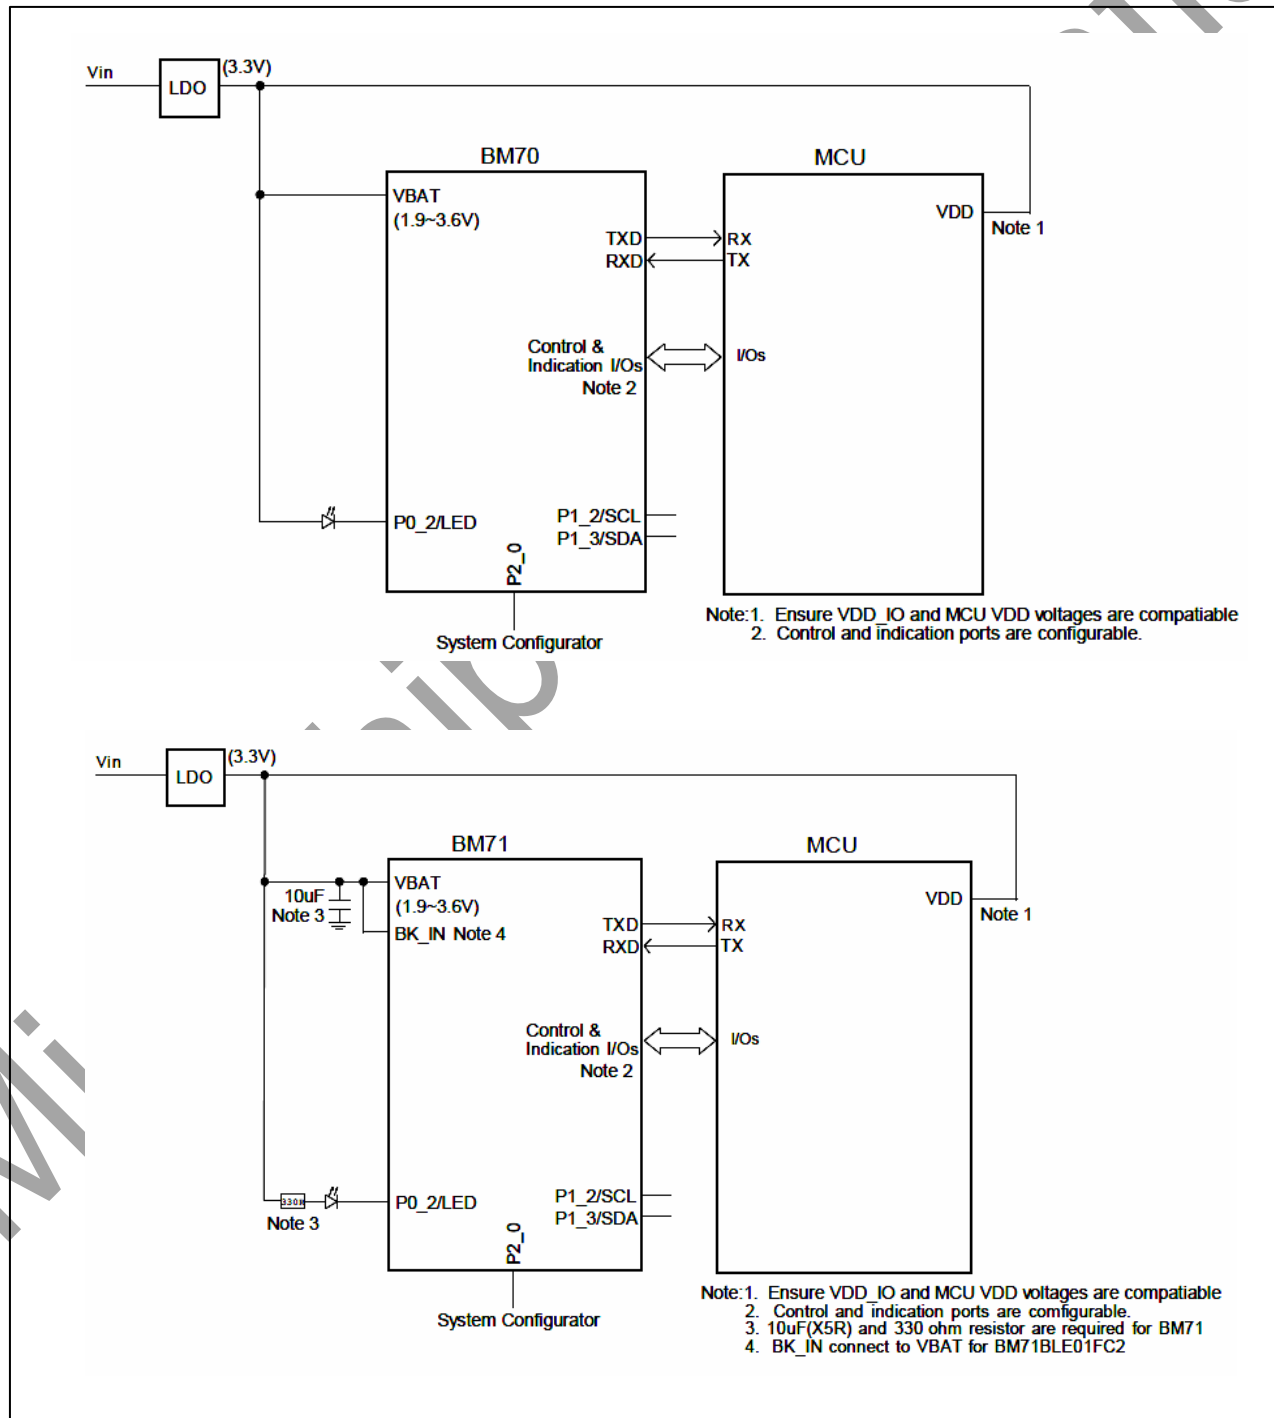 Vin
LDO
(3.3V)
BM70
MCU
VBAT
(1.9~3.6V)
VDD
Note 1
TXD
RX
RXD
TX
Control &
Indication I/Os
Note 2
I/Os
P0_2/LED
P1_2/SCL
P1_3/SDA
P2_0
System Configurator
Note:1. Ensure VDD_IO and MCU VDD voltages are compatiable
2. Control and indication ports are configurable.
Vin
LDO
(3.3V)
BM71
MCU
10uF
Note 3
VBAT
(1.9~3.6V)
BK_IN Note 4
VDD
Note 1
TXD
RX
RXD
TX
Control &
Indication I/Os
Note 2
I/Os
Note 3
P0_2/LED
P1_2/SCL
P1_3/SDA
P2_0
System Configurator
Note:1. Ensure VDD_IO and MCU VDD voltages are compatiable
2. Control and indication ports are comfigurable.
3. 10uF(X5R) and 330 ohm resistor are required for BM71
4. BK_IN connect to VBAT for BM71BLE01FC2